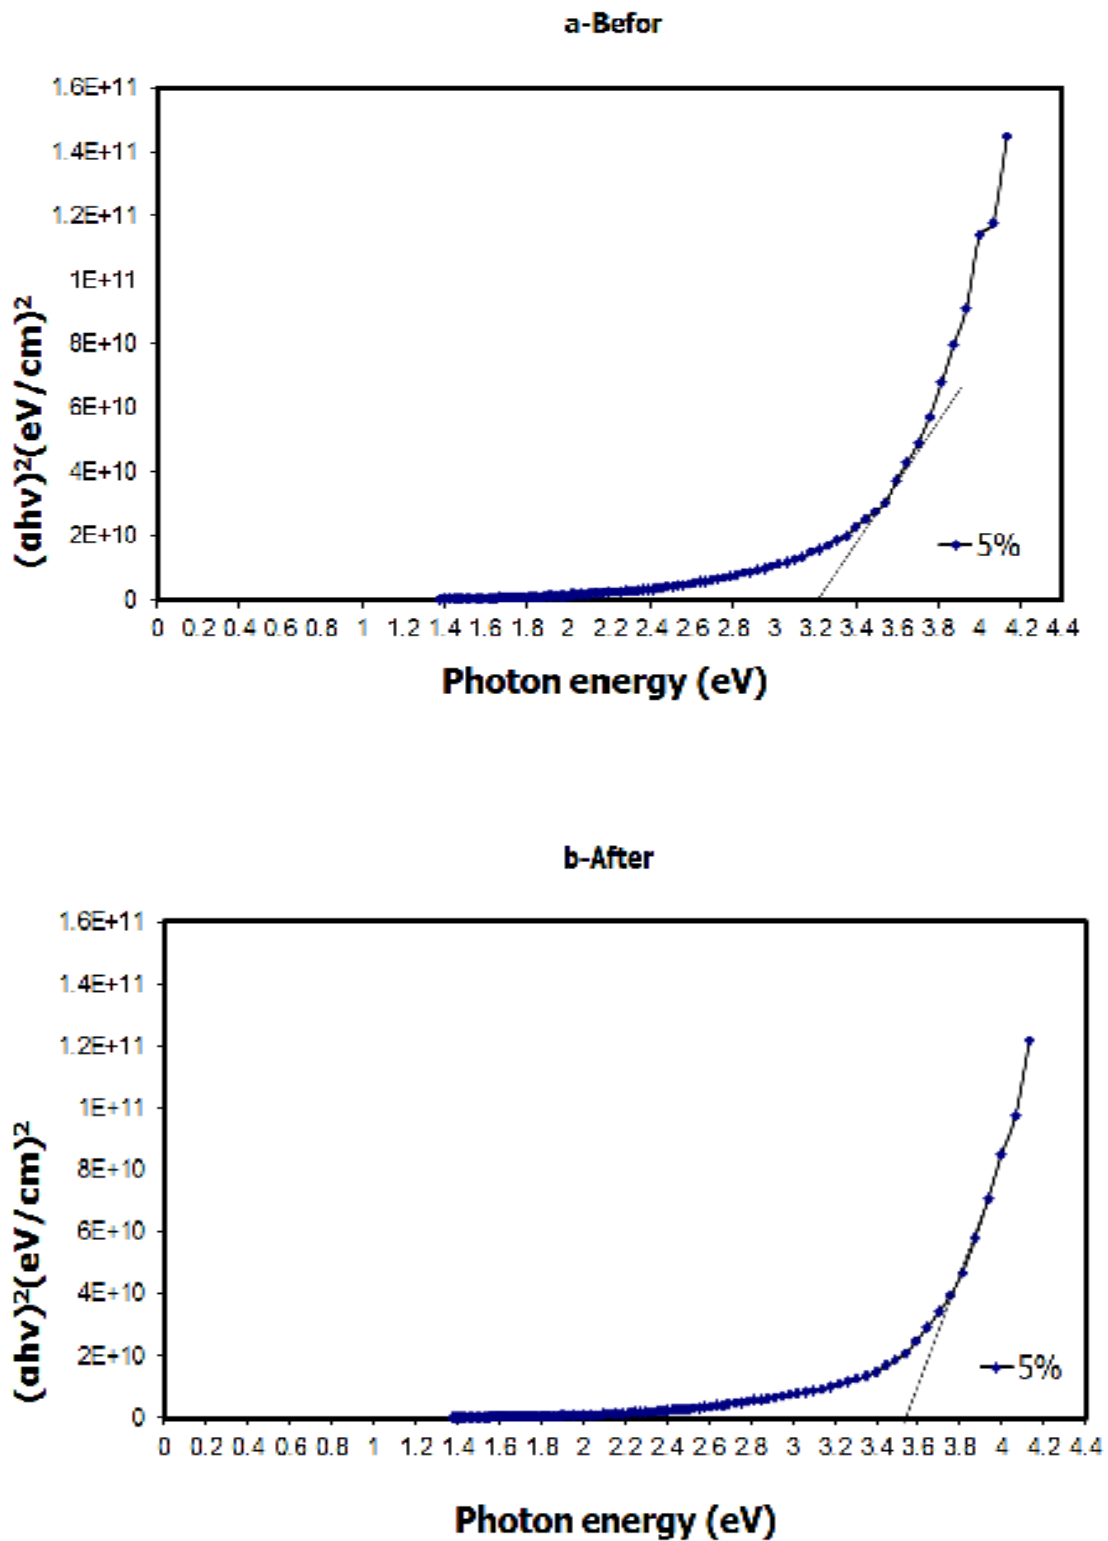 a-Befor
1.6E+11
1.4E+11
1.2E+11
1E+11
8E+10
6E+10
4E+10
2E+10
0
(αhν)²(eV/cm)²
5%
0 0.2 0.4 0.6 0.8 1 1.2 1.4 1.6 1.8 2 2.2 2.4 2.6 2.8 3 3.2 3.4 3.6 3.8 4 4.2 4.4
Photon energy (eV)
b-After
1.6E+11
1.4E+11
1.2E+11
1E+11
8E+10
6E+10
4E+10
2E+10
0
(αhν)²(eV/cm)²
5%
0 0.2 0.4 0.6 0.8 1 1.2 1.4 1.6 1.8 2 2.2 2.4 2.6 2.8 3 3.2 3.4 3.6 3.8 4 4.2 4.4
Photon energy (eV)